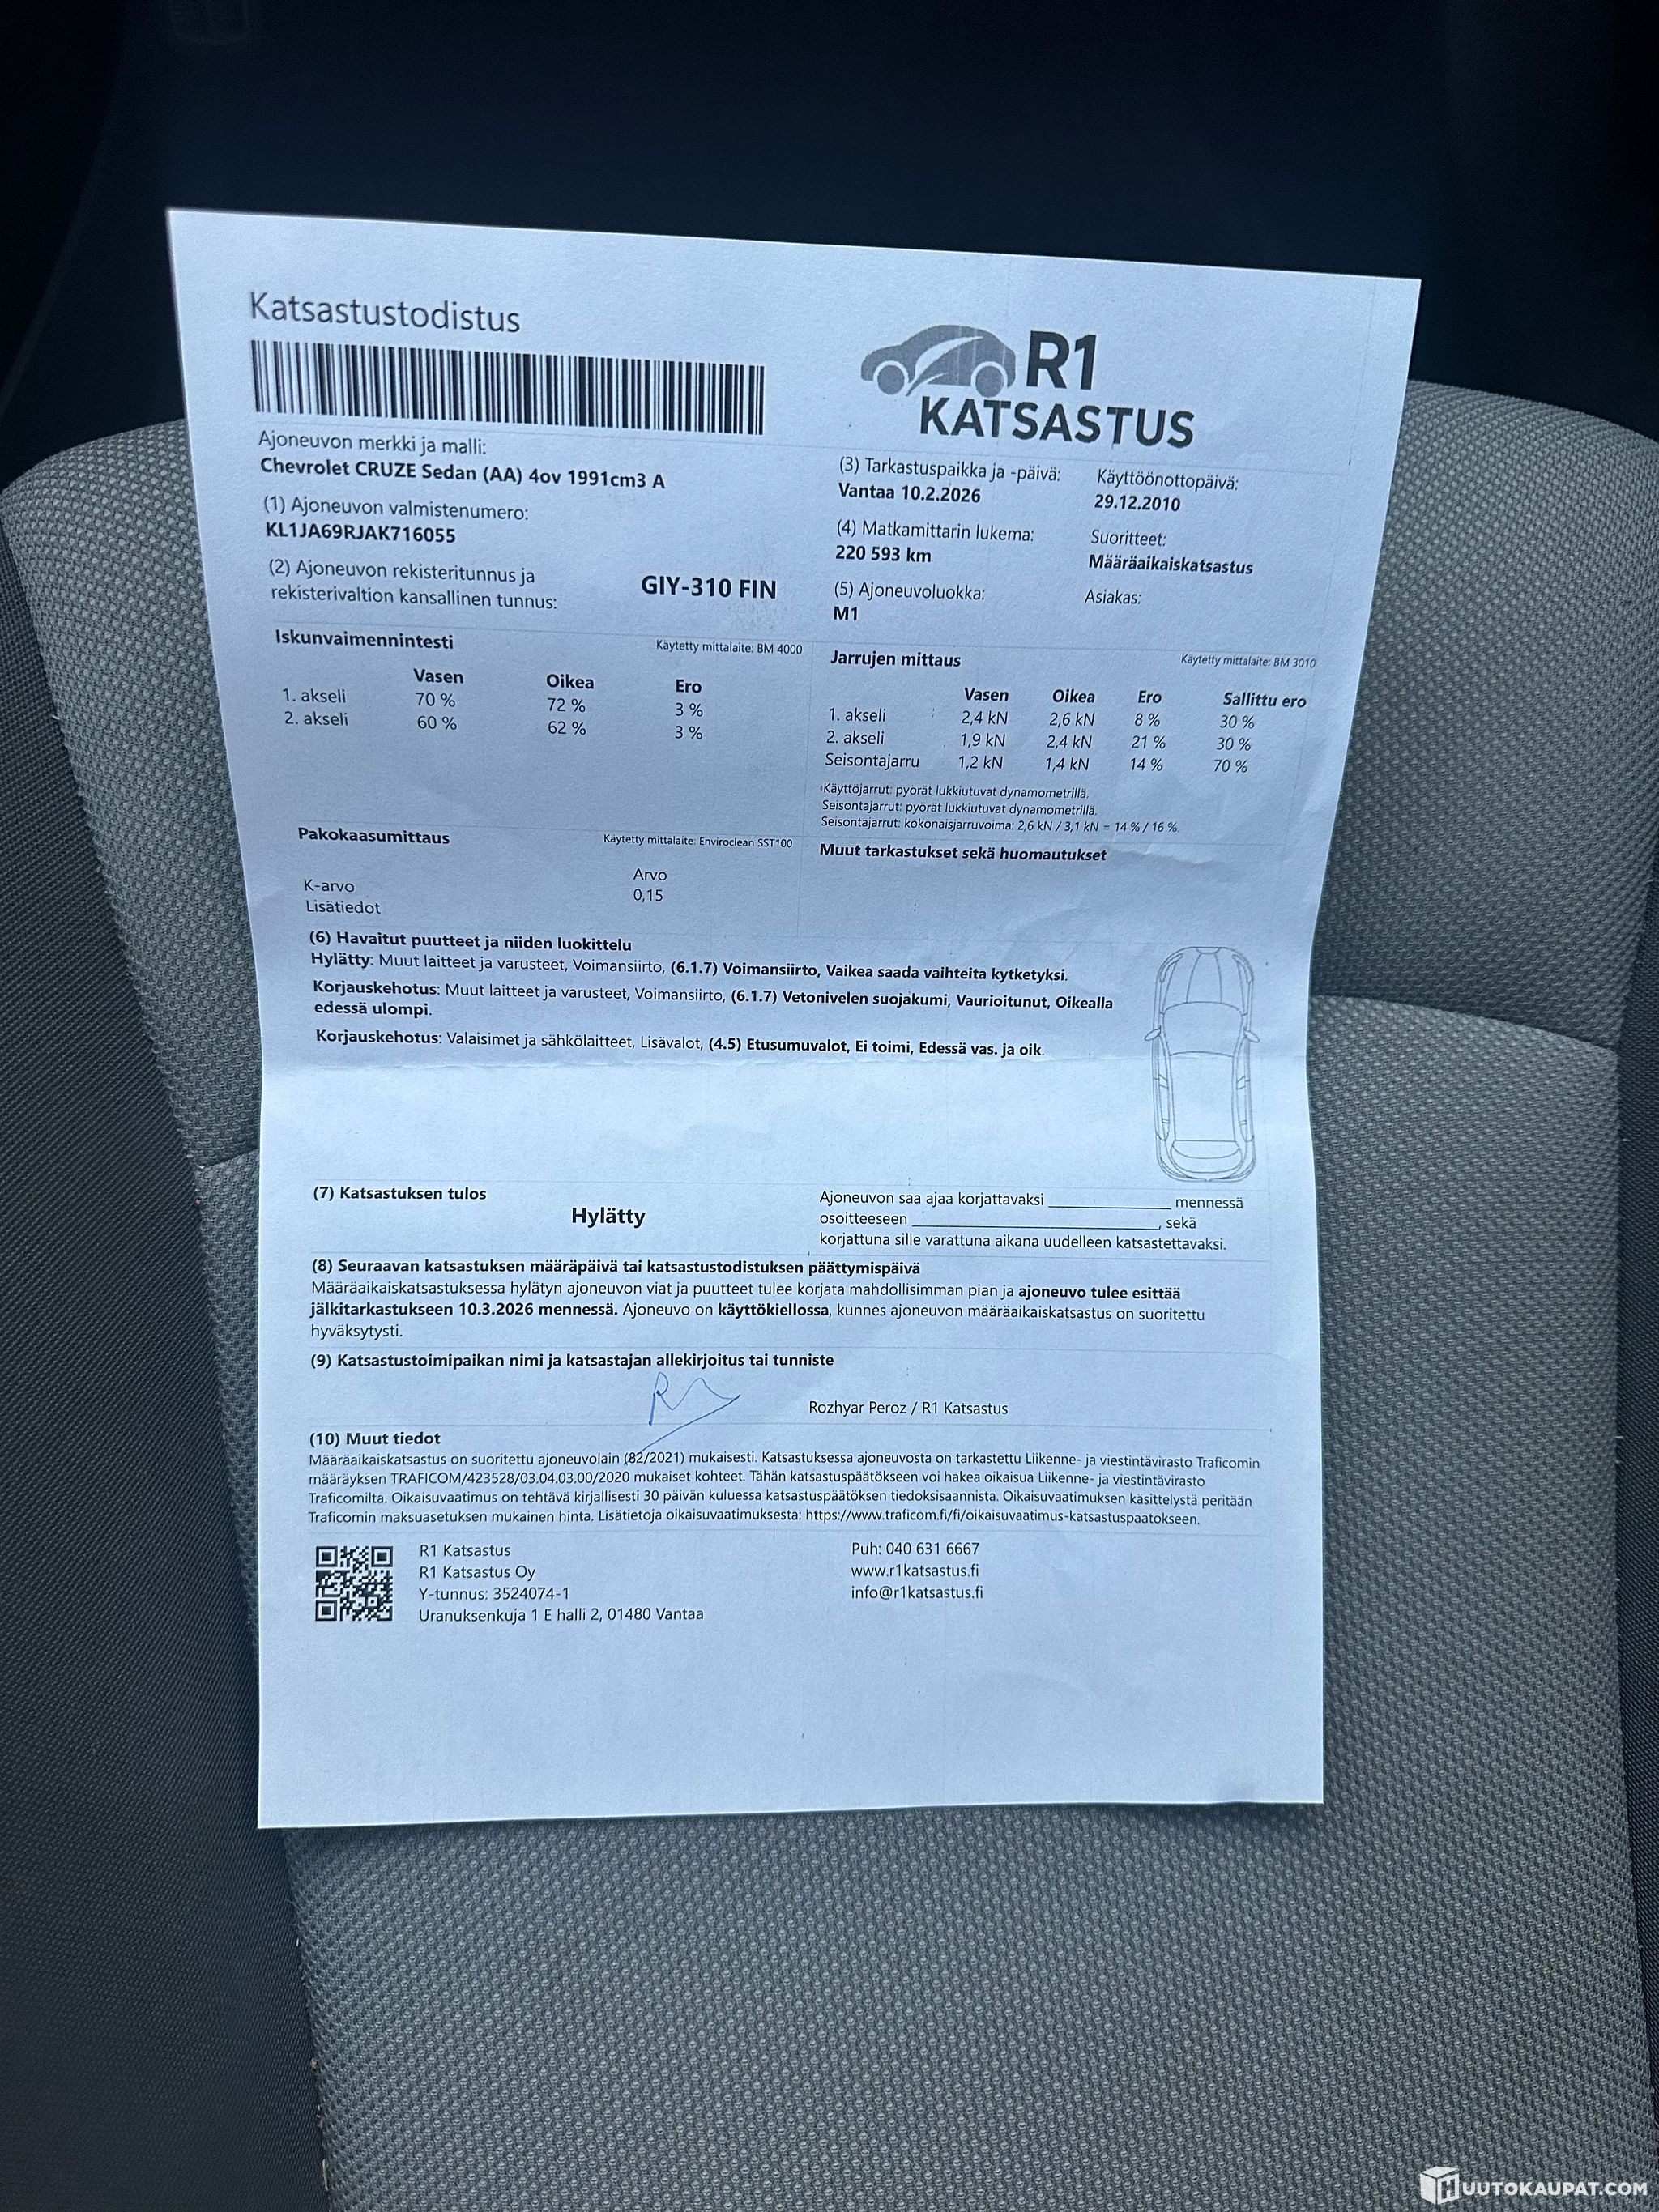 Katsastustodistus
R1
KATSASTUS
Ajoneuvon merkki ja malli:
Chevrolet CRUZE Sedan (AA) 4ov 1991cm3 A
(1) Ajoneuvon valmistenumero:
KL1JA69RJAK716055
(2) Ajoneuvon rekisteritunnus ja
rekisterivaltion kansallinen tunnus:
GIY-310 FIN
(3) Tarkastuspaikka ja -päivä:
Vantaa 10.2.2026
(4) Matkamittarin lukema:
220 593 km
(5) Ajoneuvoluokka:
M1
Käyttöönottopäivä:
29.12.2010
Suoritteet:
Määräaikaiskatsastus
Asiakas:
Iskunvaimennintesti Käytetty mittalaite: BM 4000
Vasen Oikea Ero
1. akseli 70 % 72 % 3 %
2. akseli 60 % 62 % 3 %
Jarrujen mittaus Käytetty mittalaite: BM 3010
Vasen Oikea Ero Sallittu ero
1. akseli 2,4 kN 2,6 kN 8 % 30 %
2. akseli 1,9 kN 2,4 kN 21 % 30 %
Seisontajarru 1,2 kN 1,4 kN 14 % 70 %
Käyttöjarrut: pyörät lukkiutuvat dynamometrillä.
Seisontajarrut: pyörät lukkiutuvat dynamometrillä.
Seisontajarrut: kokonaisjarruvoima: 2,6 kN / 3,1 kN = 14 % / 16 %.
Pakokaasumittaus Käytetty mittalaite: Enviroclean SST100
Arvo
K-arvo 0,15
Lisätiedot
Muut tarkastukset sekä huomautukset
(6) Havaitut puutteet ja niiden luokittelu
Hylätty: Muut laitteet ja varusteet, Voimansiirto, (6.1.7) Voimansiirto, Vaikea saada vaihteita kytketyksi.
Korjauskehotus: Muut laitteet ja varusteet, Voimansiirto, (6.1.7) Vetonivelen suojakumi, Vaurioitunut, Oikealla
edessä ulompi.
Korjauskehotus: Valaisimet ja sähkölaitteet, Lisävalot, (4.5) Etusumuvalot, Ei toimi, Edessä vas. ja oik.
(7) Katsastuksen tulos
Hylätty
Ajoneuvon saa ajaa korjattavaksi ______________ mennessä
osoitteeseen ____________________________, sekä
korjattuna sille varattuna aikana uudelleen katsastettavaksi.
(8) Seuraavan katsastuksen määräpäivä tai katsastustodistuksen päättymispäivä
Määräaikaiskatsastuksessa hylätyn ajoneuvon viat ja puutteet tulee korjata mahdollisimman pian ja ajoneuvo tulee esittää
jälkitarkastukseen 10.3.2026 mennessä. Ajoneuvo on käyttökiellossa, kunnes ajoneuvon määräaikaiskatsastus on suoritettu
hyväksytysti.
(9) Katsastustoimipaikan nimi ja katsastajan allekirjoitus tai tunniste
Rozhyar Peroz / R1 Katsastus
(10) Muut tiedot
Määräaikaiskatsastus on suoritettu ajoneuvolain (82/2021) mukaisesti. Katsastuksessa ajoneuvosta on tarkastettu Liikenne- ja viestintävirasto Traficomin
määräyksen TRAFICOM/423528/03.04.03.00/2020 mukaiset kohteet. Tähän katsastuspäätökseen voi hakea oikaisua Liikenne- ja viestintävirasto
Traficomilta. Oikaisuvaatimus on tehtävä kirjallisesti 30 päivän kuluessa katsastuspäätöksen tiedoksisaannista. Oikaisuvaatimuksen käsittelystä peritään
Traficomin maksuasetuksen mukainen hinta. Lisätietoja oikaisuvaatimuksesta: https://www.traficom.fi/fi/oikaisuvaatimus-katsastuspaatokseen.
R1 Katsastus
R1 Katsastus Oy
Y-tunnus: 3524074-1
Uranuksenkuja 1 E halli 2, 01480 Vantaa
Puh: 040 631 6667
www.r1katsastus.fi
info@r1katsastus.fi
HUUTOKAUPAT.COM